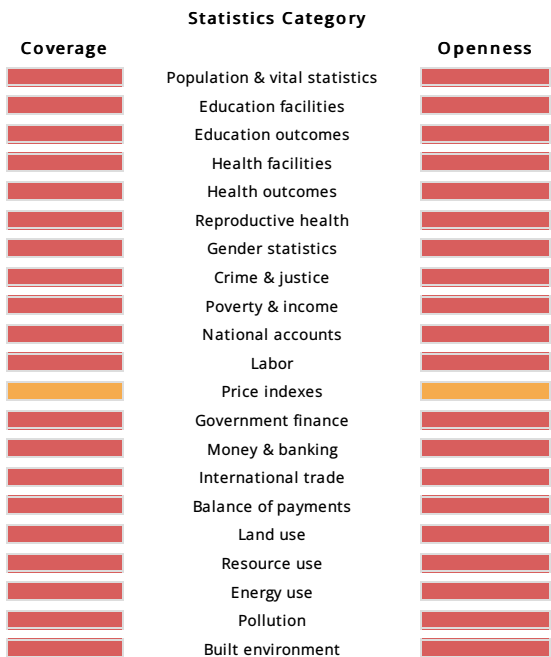 Statistics Category
Coverage Openness
Population & vital statistics
Education facilities
Education outcomes
Health facilities
Health outcomes
Reproductive health
Gender statistics
Crime & justice
Poverty & income
National accounts
Labor
Price indexes
Government finance
Money & banking
International trade
Balance of payments
Land use
Resource use
Energy use
Pollution
Built environment